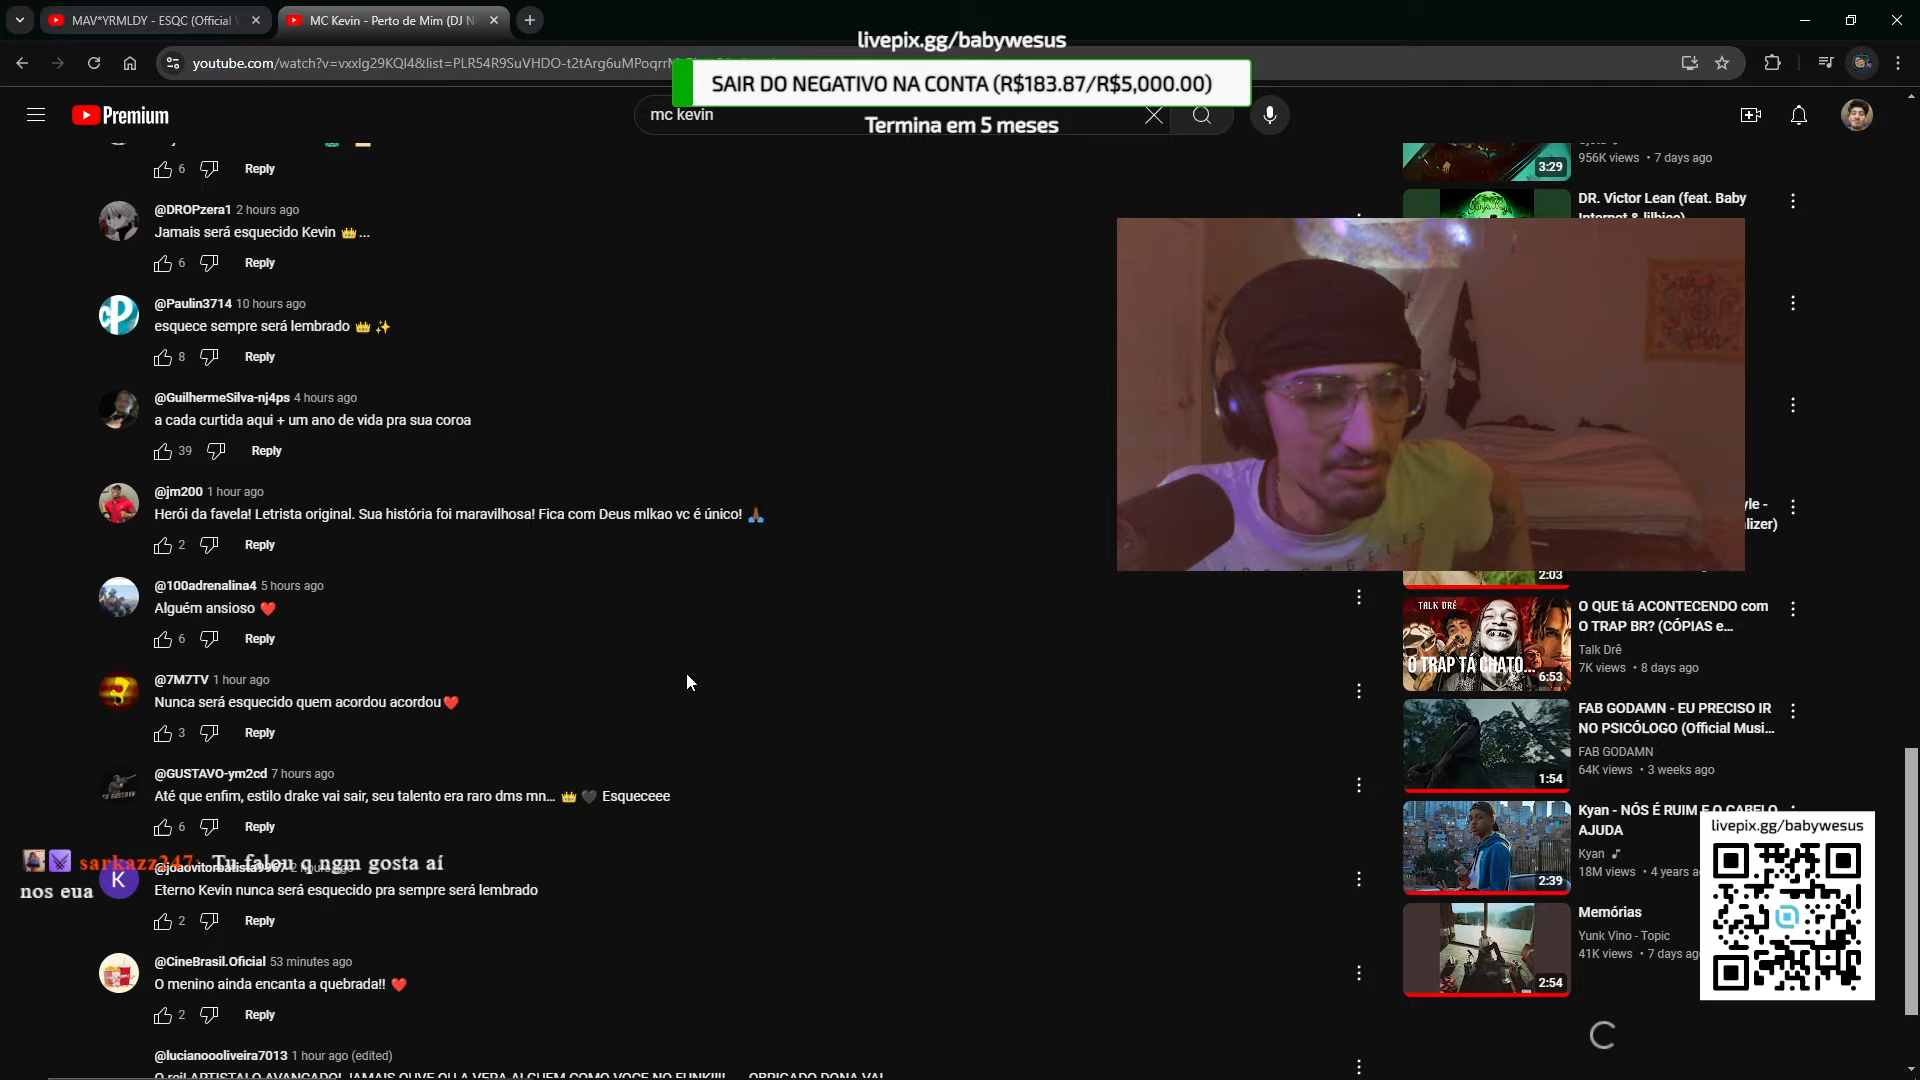 MAV*YRMLDY - ESQC (Official
MC Kevin - Perto de Mim (DJ N
livepix.gg/babywesus
youtube.com/watch?v=vxxlg29KQl4&list=PLR54R9SuVHDO-t2tArg6uMPoqrr
SAIR DO NEGATIVO NA CONTA (R$183.87/R$5,000.00)
Premium
mc kevin
Termina em 5 meses
6 Reply
@DROPzera1 2 hours ago
Jamais será esquecido Kevin 👑...
6 Reply
@Paulin3714 10 hours ago
esquece sempre será lembrado 👑 ✨
8 Reply
@GuilhermeSilva-nj4ps 4 hours ago
a cada curtida aqui + um ano de vida pra sua coroa
39 Reply
@jm200 1 hour ago
Herói da favela! Letrista original. Sua história foi maravilhosa! Fica com Deus mlkao vc é único! 🙏🏾
2 Reply
@100adrenalina4 5 hours ago
Alguém ansioso ❤️
6 Reply
@7M7TV 1 hour ago
Nunca será esquecido quem acordou acordou❤️
3 Reply
@GUSTAVO-ym2cd 7 hours ago
Até que enfim, estilo drake vai sair, seu talento era raro dms mn... 👑 🖤 Esqueceee
6 Reply
sarkazz247: Tu falou q ngm gosta aí
nos eua
K
Eterno Kevin nunca será esquecido pra sempre será lembrado
2 Reply
@CineBrasil.Oficial 53 minutes ago
O menino ainda encanta a quebrada!! ❤️
2 Reply
@lucianoooliveira7013 1 hour ago (edited)
3:29
956K views • 7 days ago
DR. Victor Lean (feat. Baby
Internet & lilbico)
yle -
lizer)
2:03
TALK DRÊ
O TRAP TÁ CHATO...
6:53
O QUE tá ACONTECENDO com
O TRAP BR? (CÓPIAS e...
Talk Drê
7K views • 8 days ago
1:54
FAB GODAMN - EU PRECISO IR
NO PSICÓLOGO (Official Musi...
FAB GODAMN
64K views • 3 weeks ago
2:39
Kyan - NÓS É RUIM E O CABELO
AJUDA
Kyan
18M views • 4 years a
2:54
Memórias
Yunk Vino - Topic
41K views • 7 days ago
livepix.gg/babywesus